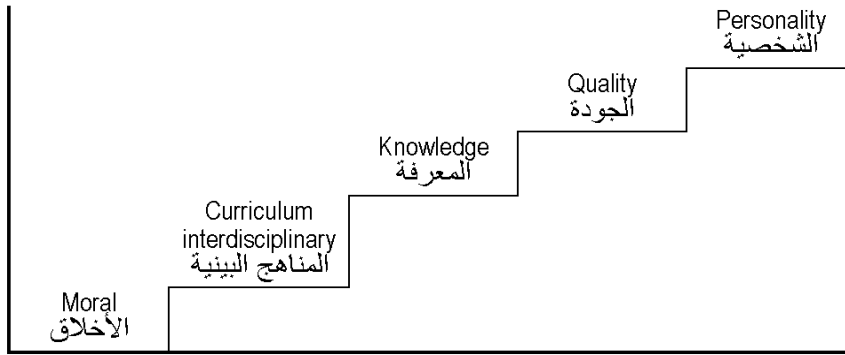 Personality
الشخصية
Quality
الجودة
Knowledge
المعرفة
Curriculum
interdisciplinary
المناهج البينية
Moral
الأخلاق